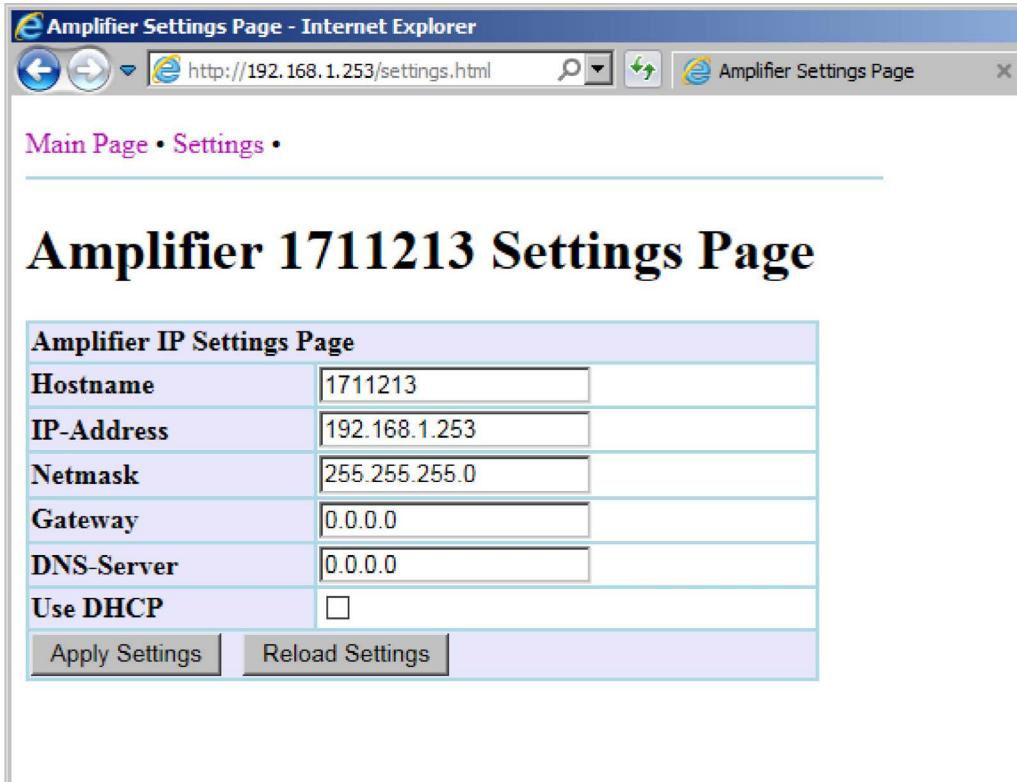 Amplifier Settings Page - Internet Explorer
http://192.168.1.253/settings.html
Amplifier Settings Page
Main Page • Settings •
Amplifier 1711213 Settings Page
Amplifier IP Settings Page
Hostname 1711213
IP-Address 192.168.1.253
Netmask 255.255.255.0
Gateway 0.0.0.0
DNS-Server 0.0.0.0
Use DHCP
Apply Settings Reload Settings